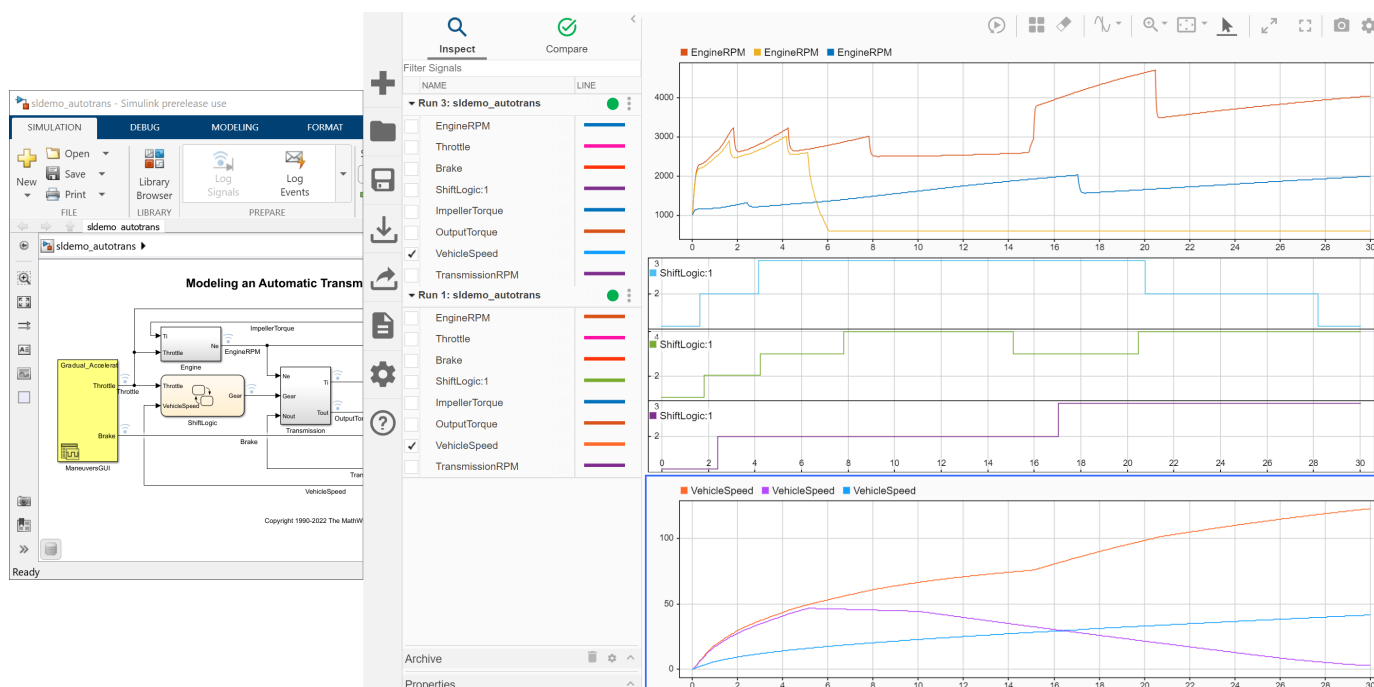 sldemo_autotrans - Simulink prerelease use
SIMULATION DEBUG MODELING FORMAT
New
Open
Save
Print
FILE
Library
Browser
LIBRARY
Log
Signals
Log
Events
PREPARE
sldemo_autotrans
sldemo_autotrans
Modeling an Automatic Transm
ImpellerTorque
Gradual_Accelerat
Throttle
Brake
ManeuversGUI
Throttle
Ti
Throttle
Ne
Engine
EngineRPM
Throttle
VehicleSpeed
Gear
ShiftLogic
Ne
Gear
Nout
Ti
Tout
Transmission
OutputTor
Brake
Tran
VehicleSpeed
Copyright 1990-2022 The MathW
Ready
Inspect Compare
Filter Signals
NAME LINE
Run 3: sldemo_autotrans
EngineRPM
Throttle
Brake
ShiftLogic:1
ImpellerTorque
OutputTorque
VehicleSpeed
TransmissionRPM
Run 1: sldemo_autotrans
EngineRPM
Throttle
Brake
ShiftLogic:1
ImpellerTorque
OutputTorque
VehicleSpeed
TransmissionRPM
Archive
Properties
EngineRPM EngineRPM EngineRPM
4000
3000
2000
1000
0 2 4 6 8 10 12 14 16 18 20 22 24 26 28 30
3
ShiftLogic:1
2
4
ShiftLogic:1
2
3
ShiftLogic:1
2
0 2 4 6 8 10 12 14 16 18 20 22 24 26 28 30
VehicleSpeed VehicleSpeed VehicleSpeed
100
50
0
0 2 4 6 8 10 12 14 16 18 20 22 24 26 28 30